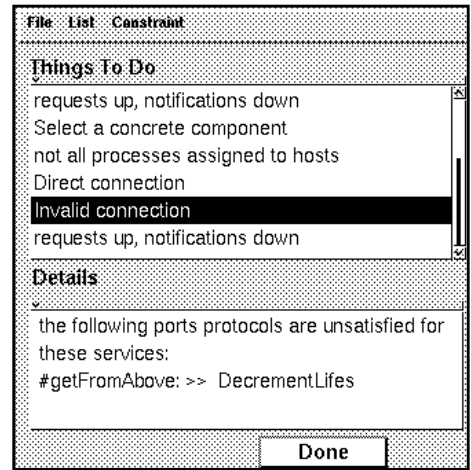 File List Constraint
Things To Do
requests up, notifications down
Select a concrete component
not all processes assigned to hosts
Direct connection
Invalid connection
requests up, notifications down
Details
the following ports protocols are unsatisfied for
these services:
#getFromAbove: >> DecrementLifes
Done